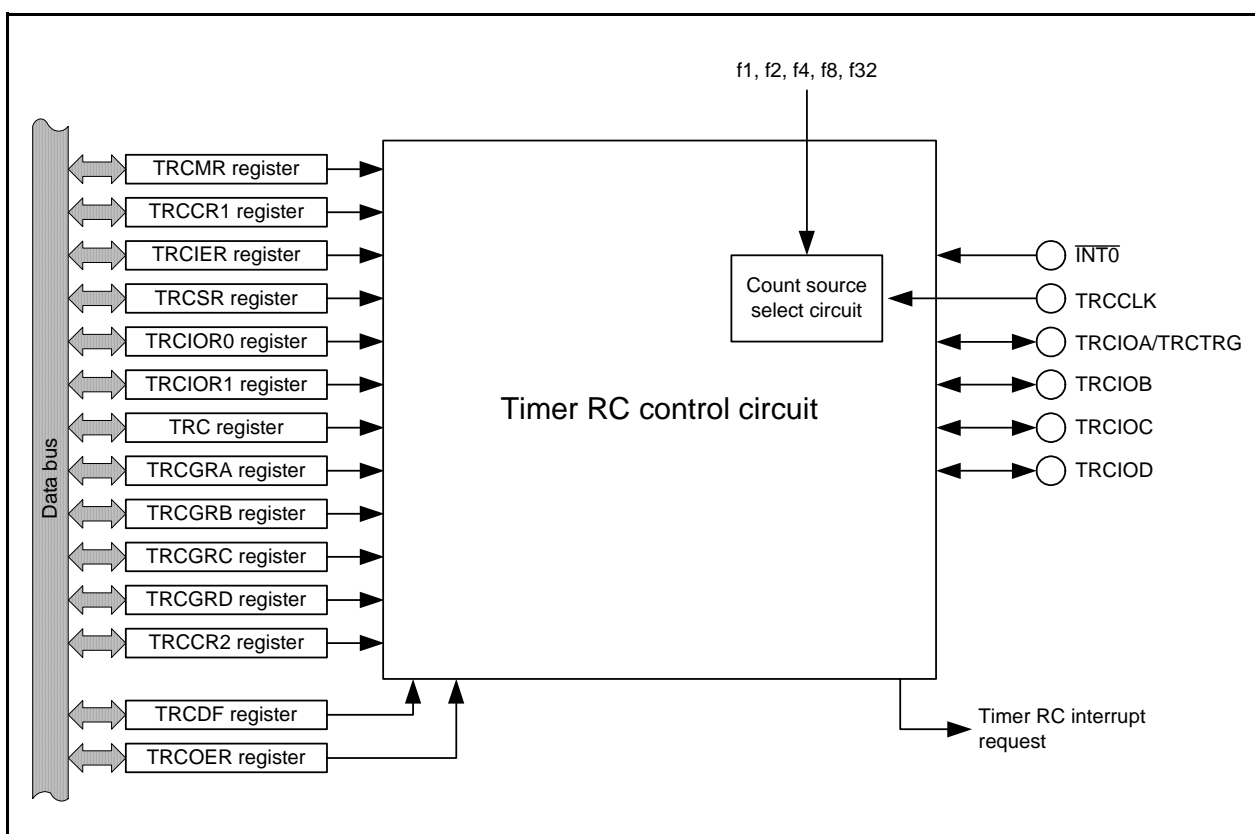 f1, f2, f4, f8, f32
Data bus
TRCMR register
TRCCR1 register
TRCIER register
TRCSR register
TRCIOR0 register
TRCIOR1 register
TRC register
TRCGRA register
TRCGRB register
TRCGRC register
TRCGRD register
TRCCR2 register
TRCDF register
TRCOER register
Count source
select circuit
Timer RC control circuit
INT0
TRCCLK
TRCIOA/TRCTRG
TRCIOB
TRCIOC
TRCIOD
Timer RC interrupt
request